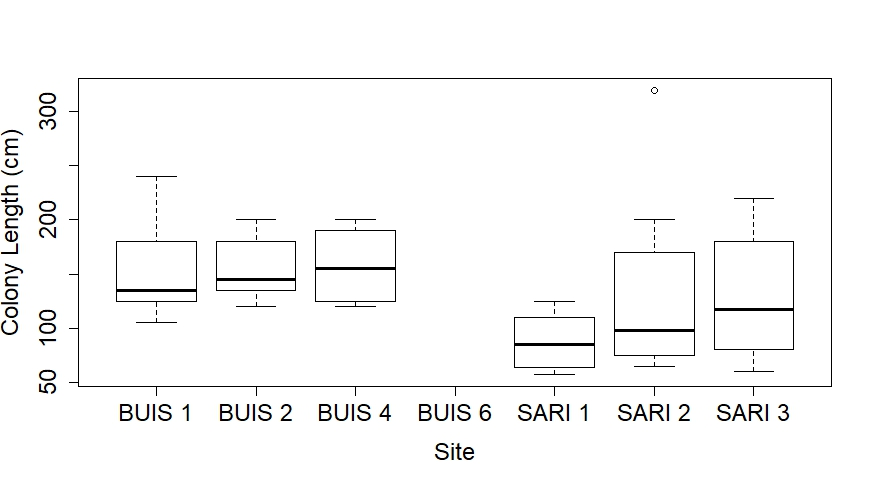 Colony Length (cm)
300
200
100
50
BUIS 1 BUIS 2 BUIS 4 BUIS 6 SARI 1 SARI 2 SARI 3
Site